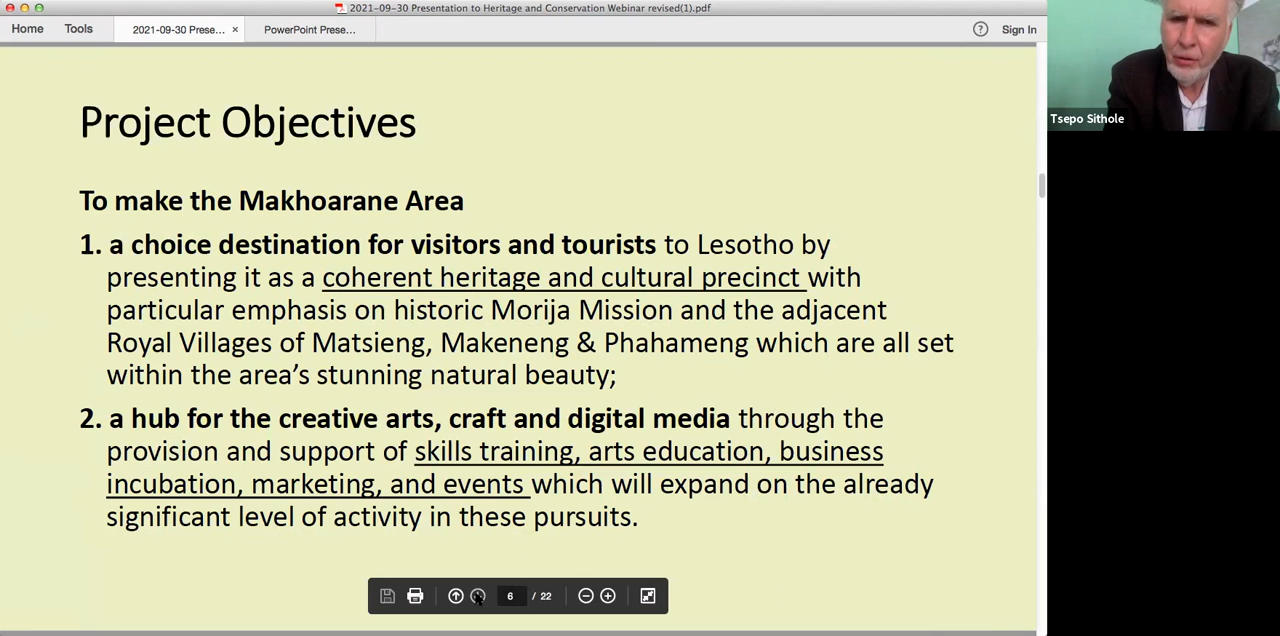 2021-09-30 Presentation to Heritage and Conservation Webinar revised(1).pdf
Home Tools 2021-09-30 Prese... × PowerPoint Prese... ? Sign In
Project Objectives
To make the Makhoarane Area
1. a choice destination for visitors and tourists to Lesotho by
presenting it as a coherent heritage and cultural precinct with
particular emphasis on historic Morija Mission and the adjacent
Royal Villages of Matsieng, Makeneng & Phahameng which are all set
within the area’s stunning natural beauty;
2. a hub for the creative arts, craft and digital media through the
provision and support of skills training, arts education, business
incubation, marketing, and events which will expand on the already
significant level of activity in these pursuits.
6 / 22
Tsepo Sithole